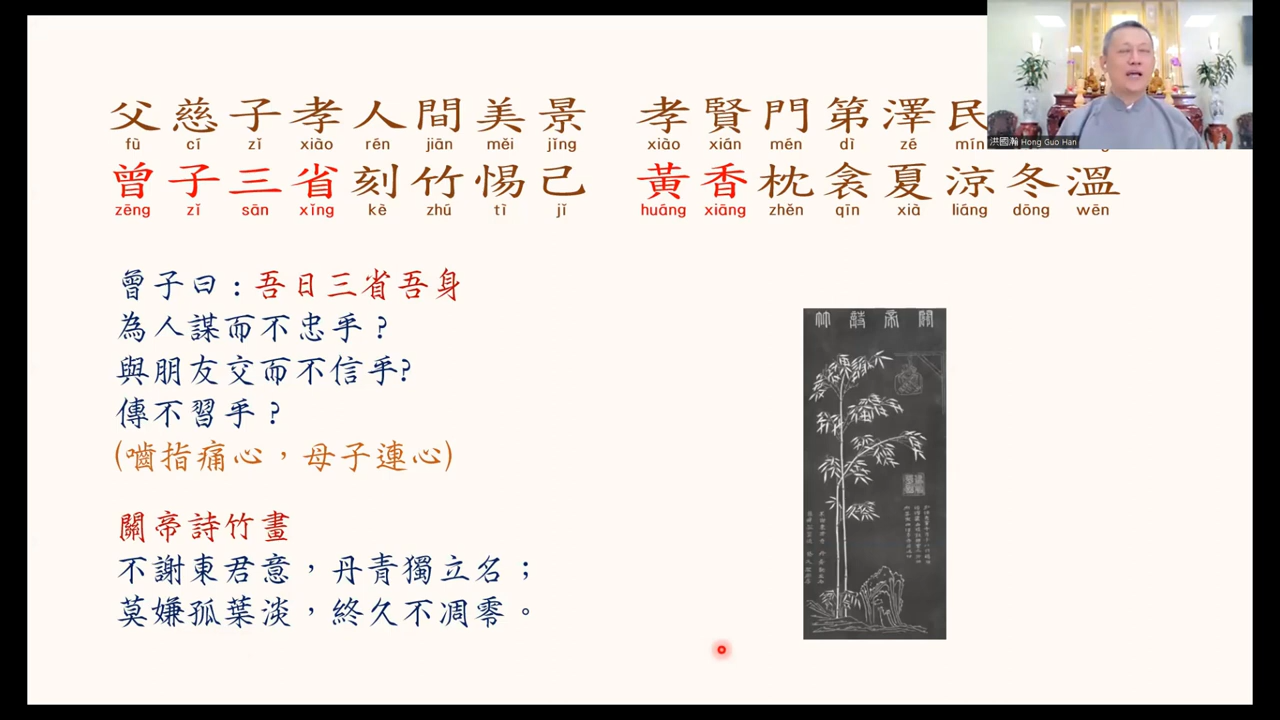 父慈子孝人間美景 孝賢門第澤民
fù cí zǐ xiào rén jiān měi jǐng xiào xián mén dì zé mín
曾子三省刻竹惕己 黃香枕衾夏涼冬溫
zēng zǐ sān xǐng kè zhú tì jǐ huáng xiāng zhěn qīn xià liáng dōng wēn
洪國瀚 Hong Guo Han
曾子曰：吾日三省吾身
為人謀而不忠乎？
與朋友交而不信乎?
傳不習乎？
(嚙指痛心，母子連心)
關帝詩竹畫
不謝東君意，丹青獨立名；
莫嫌孤葉淡，終久不凋零。
關帝詩竹